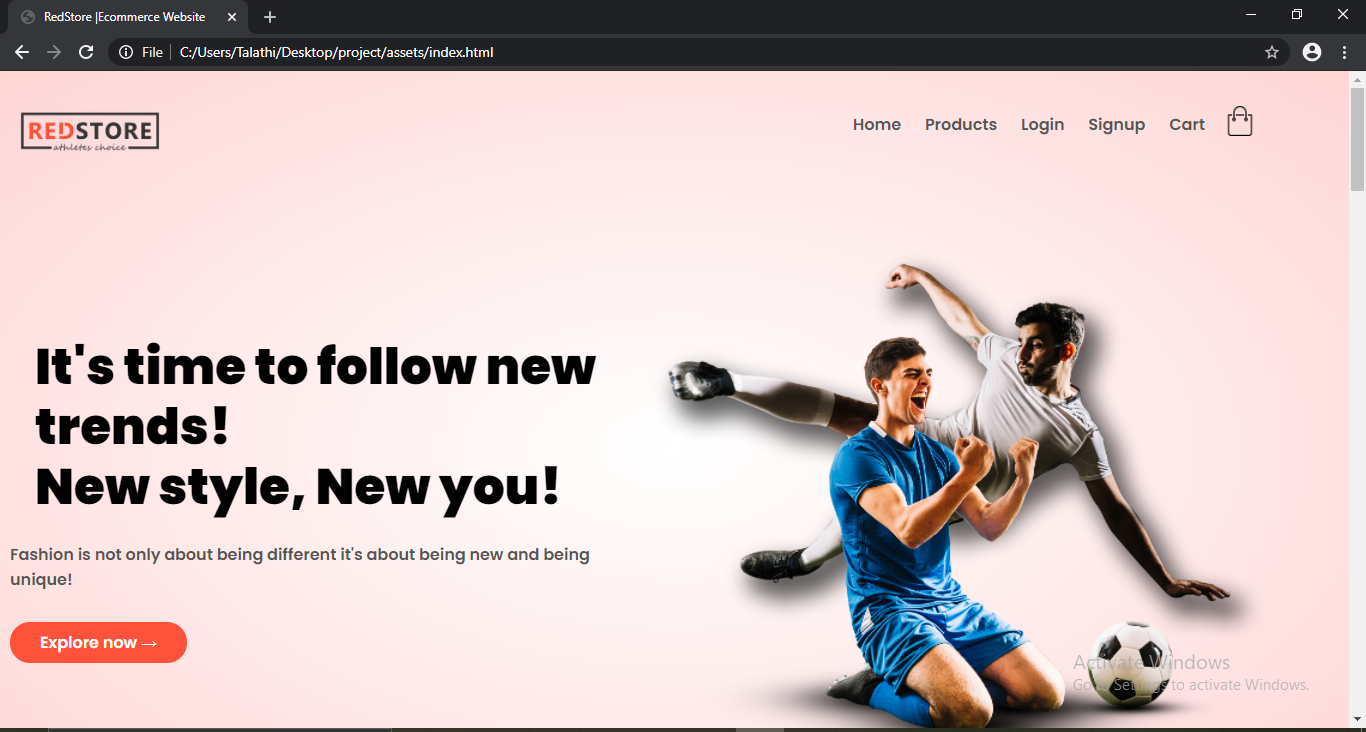 RedStore |Ecommerce Website
File
C:/Users/Talathi/Desktop/project/assets/index.html
REDSTORE
athletes choice
Home Products Login Signup Cart
It's time to follow new
trends!
New style, New you!
Fashion is not only about being different it's about being new and being
unique!
Explore now →
Activate Windows
Go to Settings to activate Windows.